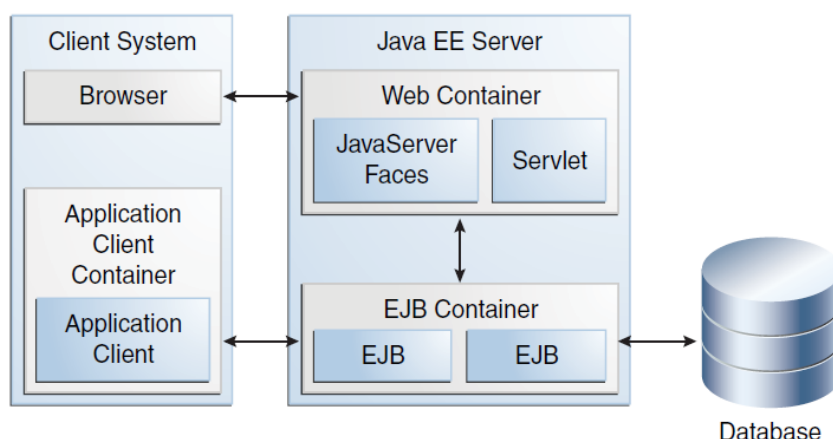 Client System
Browser
Application
Client
Container
Application
Client
Java EE Server
Web Container
JavaServer
Faces
Servlet
EJB Container
EJB
EJB
Database